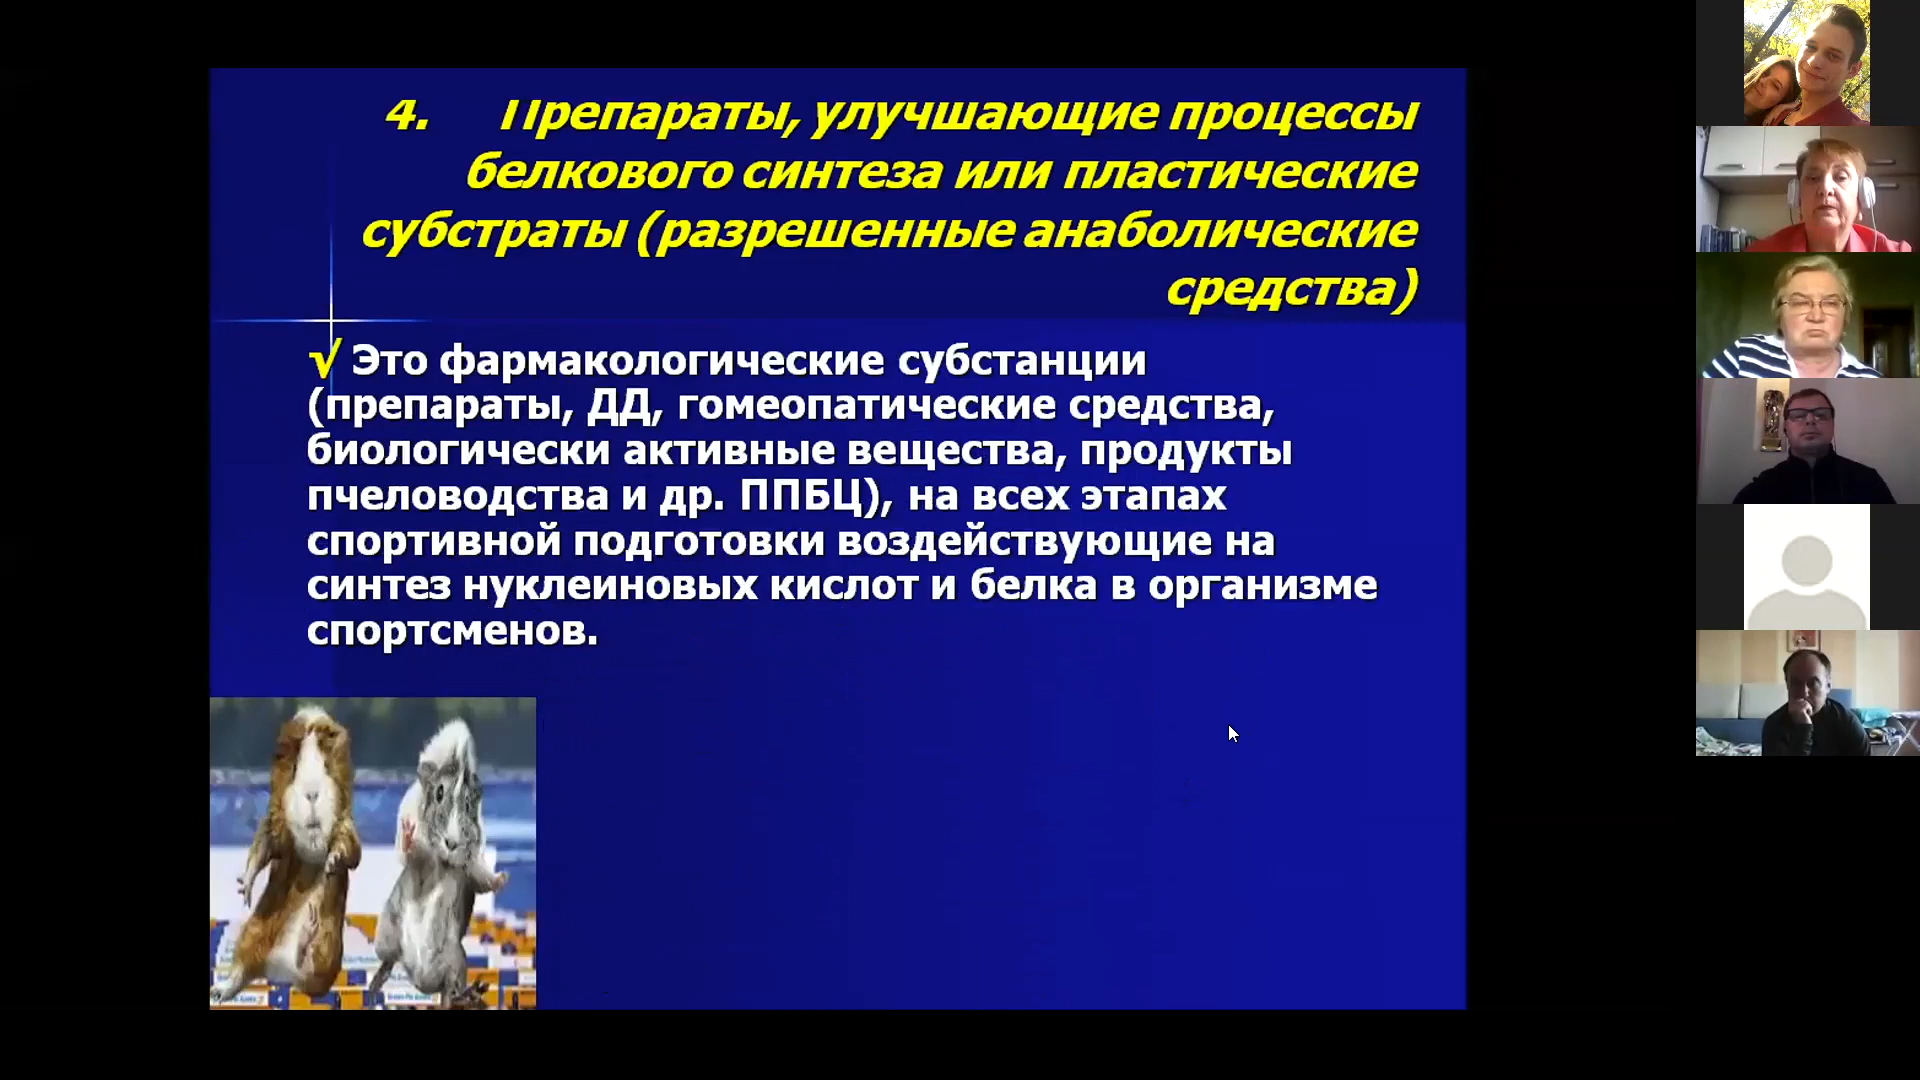 4. Препараты, улучшающие процессы
белкового синтеза или пластические
субстраты (разрешенные анаболические
средства)
√ Это фармакологические субстанции
(препараты, ДД, гомеопатические средства,
биологически активные вещества, продукты
пчеловодства и др. ППБЦ), на всех этапах
спортивной подготовки воздействующие на
синтез нуклеиновых кислот и белка в организме
спортсменов.